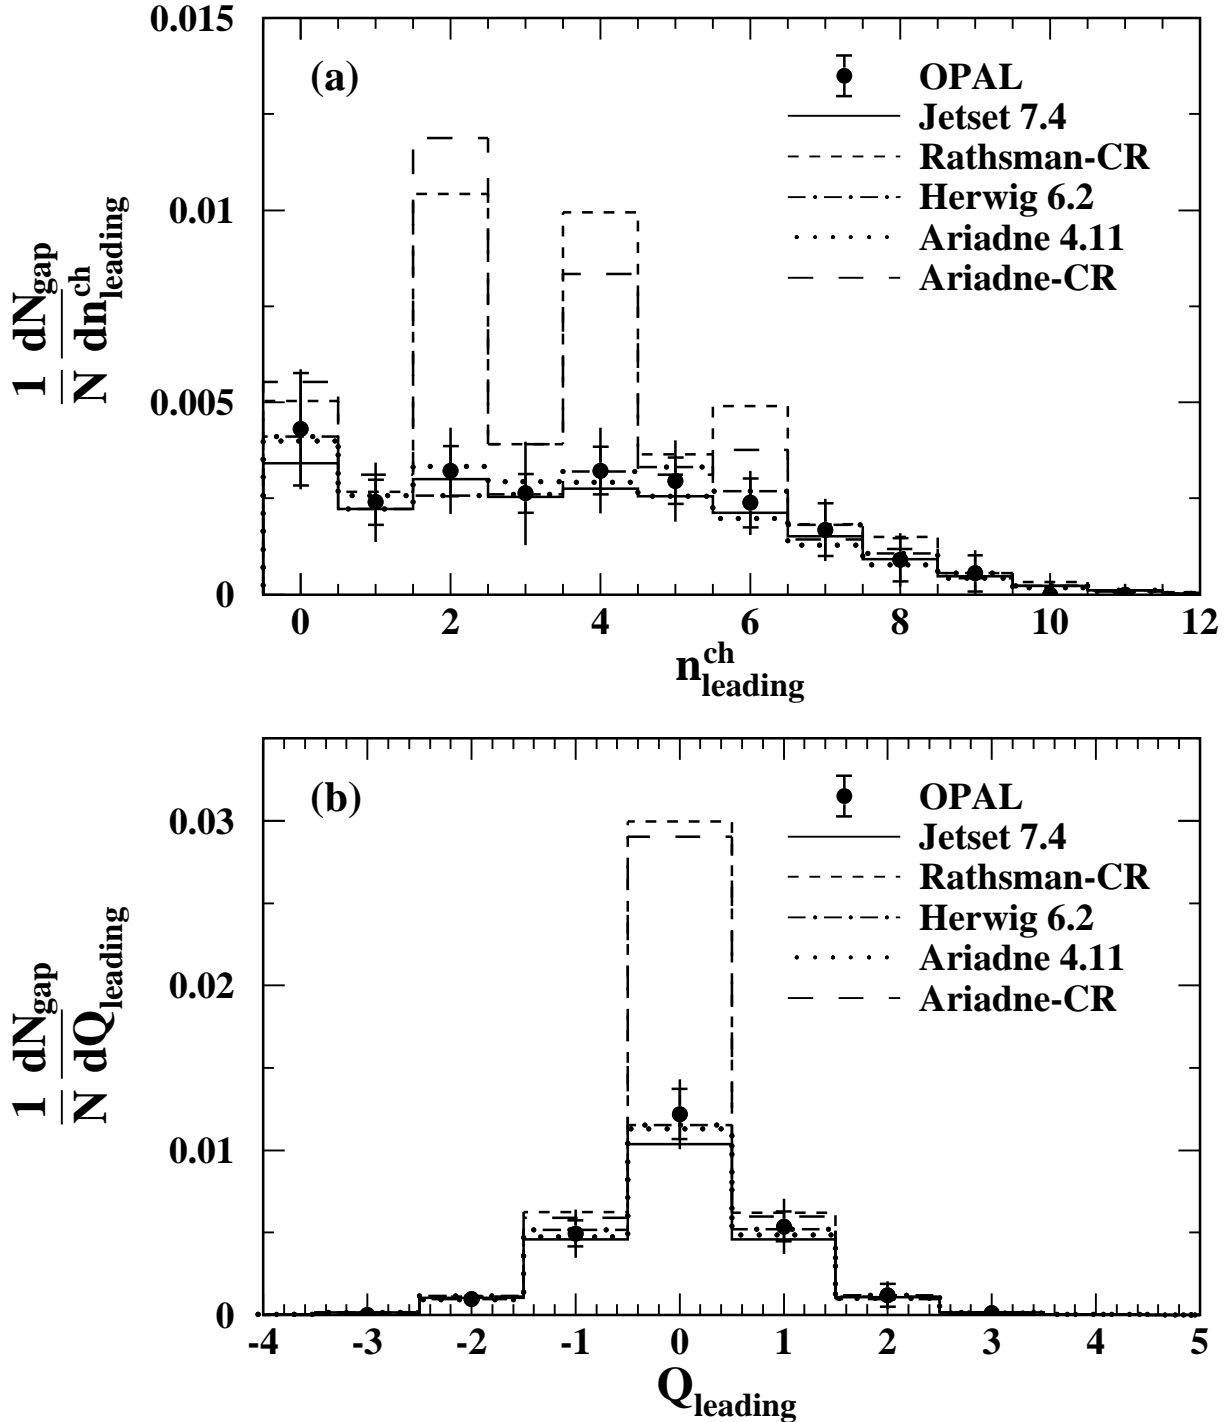 0.015
0.01
0.005
0
(a)
OPAL
Jetset 7.4
Rathsman-CR
Herwig 6.2
Ariadne 4.11
Ariadne-CR
1 dN_gap
N dn^ch_leading
0 2 4 6 8 10 12
n^ch_leading
0.03
0.02
0.01
0
(b)
OPAL
Jetset 7.4
Rathsman-CR
Herwig 6.2
Ariadne 4.11
Ariadne-CR
1 dN_gap
N dQ_leading
-4 -3 -2 -1 0 1 2 3 4 5
Q_leading